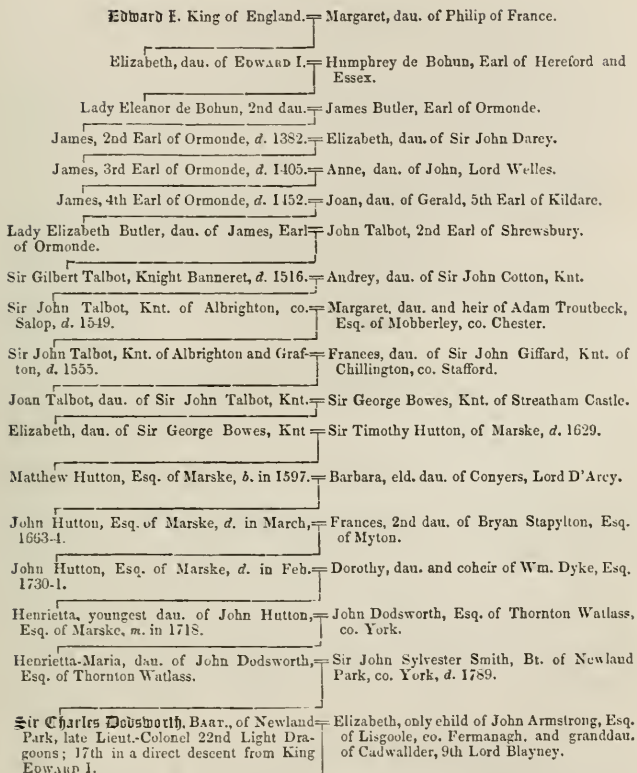 Edward I. King of England. = Margaret, dau. of Philip of France.
Elizabeth, dau. of EDWARD I. = Humphrey de Bohun, Earl of Hereford and
Essex.
Lady Eleanor de Bohun, 2nd dau. = James Butler, Earl of Ormonde.
James, 2nd Earl of Ormonde, d. 1382. = Elizabeth, dau. of Sir John Darey.
James, 3rd Earl of Ormonde, d. 1405. = Anne, dau. of John, Lord Welles.
James, 4th Earl of Ormonde, d. 1452. = Joan, dau. of Gerald, 5th Earl of Kildare.
Lady Elizabeth Butler, dau. of James, Earl = John Talbot, 2nd Earl of Shrewsbury.
of Ormonde.
Sir Gilbert Talbot, Knight Banneret, d. 1516. = Andrey, dau. of Sir John Cotton, Knt.
Sir John Talbot, Knt. of Albrighton, co. = Margaret, dau. and heir of Adam Troutbeck,
Salop, d. 1549. Esq. of Mobberley, co. Chester.
Sir John Talbot, Knt. of Albrighton and Graf- = Frances, dau. of Sir John Giffard, Knt. of
ton, d. 1555. Chillington, co. Stafford.
Joan Talbot, dau. of Sir John Talbot, Knt. = Sir George Bowes, Knt. of Streatham Castle.
Elizabeth, dau. of Sir George Bowes, Knt = Sir Timothy Hutton, of Marske, d. 1629.
Matthew Hutton, Esq. of Marske, b. in 1597. = Barbara, eld. dau. of Conyers, Lord D'Arcy.
John Hutton, Esq. of Marske, d. in March, = Frances, 2nd dau. of Bryan Stapylton, Esq.
1663-4. of Myton.
John Hutton, Esq. of Marske, d. in Feb. = Dorothy, dau. and coheir of Wm. Dyke, Esq.
1730-1.
Henrietta, youngest dau. of John Hutton, = John Dodsworth, Esq. of Thornton Watlass,
Esq. of Marske, m. in 1718. co. York.
Henrietta-Maria, dau. of John Dodsworth, = Sir John Sylvester Smith, Bt. of Newland
Esq. of Thornton Watlass. Park, co. York, d. 1789.
Sir Charles Dodsworth, BART., of Newland = Elizabeth, only child of John Armstrong, Esq.
Park, late Lieut.-Colonel 22nd Light Dra- of Lisgoole, co. Fermanagh, and granddau.
goons; 17th in a direct descent from King of Cadwallder, 9th Lord Blayney.
EDWARD I.